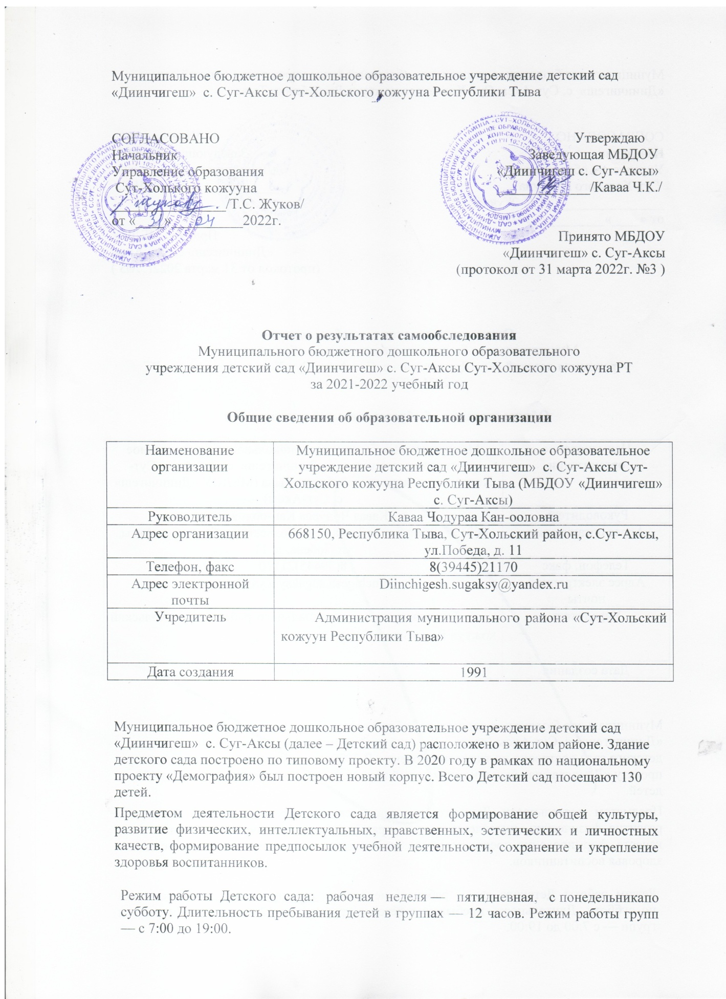 Муниципальное бюджетное дошкольное образовательное учреждение детский сад
«Диинчигеш» с. Суг-Аксы Сут-Хольского кожууна Республики Тыва
СОГЛАСОВАНО
Начальник
Управление образования
Сут-Холького кожууна
________________/Т.С. Жуков/
от «31» 04 2022г.
Утверждаю
Заведующая МБДОУ
«Диинчигеш с. Суг-Аксы»
____________/Каваа Ч.К./
Принято МБДОУ
«Диинчигеш» с. Суг-Аксы
(протокол от 31 марта 2022г. №3 )
Отчет о результатах самообследования
Муниципального бюджетного дошкольного образовательного
учреждения детский сад «Диинчигеш» с. Суг-Аксы Сут-Хольского кожууна РТ
за 2021-2022 учебный год
Общие сведения об образовательной организации
Наименование
организации
Муниципальное бюджетное дошкольное образовательное
учреждение детский сад «Диинчигеш» с. Суг-Аксы Сут-
Хольского кожууна Республики Тыва (МБДОУ «Диинчигеш»
с. Суг-Аксы)
Руководитель
Каваа Чодураа Кан-ооловна
Адрес организации
668150, Республика Тыва, Сут-Хольский район, с.Суг-Аксы,
ул.Победа, д. 11
Телефон, факс
8(39445)21170
Адрес электронной
почты
Diinchigesh.sugaksy@yandex.ru
Учредитель
Администрация муниципального района «Сут-Хольский
кожуун Республики Тыва»
Дата создания
1991
Муниципальное бюджетное дошкольное образовательное учреждение детский сад
«Диинчигеш» с. Суг-Аксы (далее – Детский сад) расположено в жилом районе. Здание
детского сада построено по типовому проекту. В 2020 году в рамках по национальному
проекту «Демография» был построен новый корпус. Всего Детский сад посещают 130
детей.
Предметом деятельности Детского сада является формирование общей культуры,
развитие физических, интеллектуальных, нравственных, эстетических и личностных
качеств, формирование предпосылок учебной деятельности, сохранение и укрепление
здоровья воспитанников.
Режим работы Детского сада: рабочая неделя — пятидневная, с понедельникапо
субботу. Длительность пребывания детей в группах — 12 часов. Режим работы групп
— с 7:00 до 19:00.